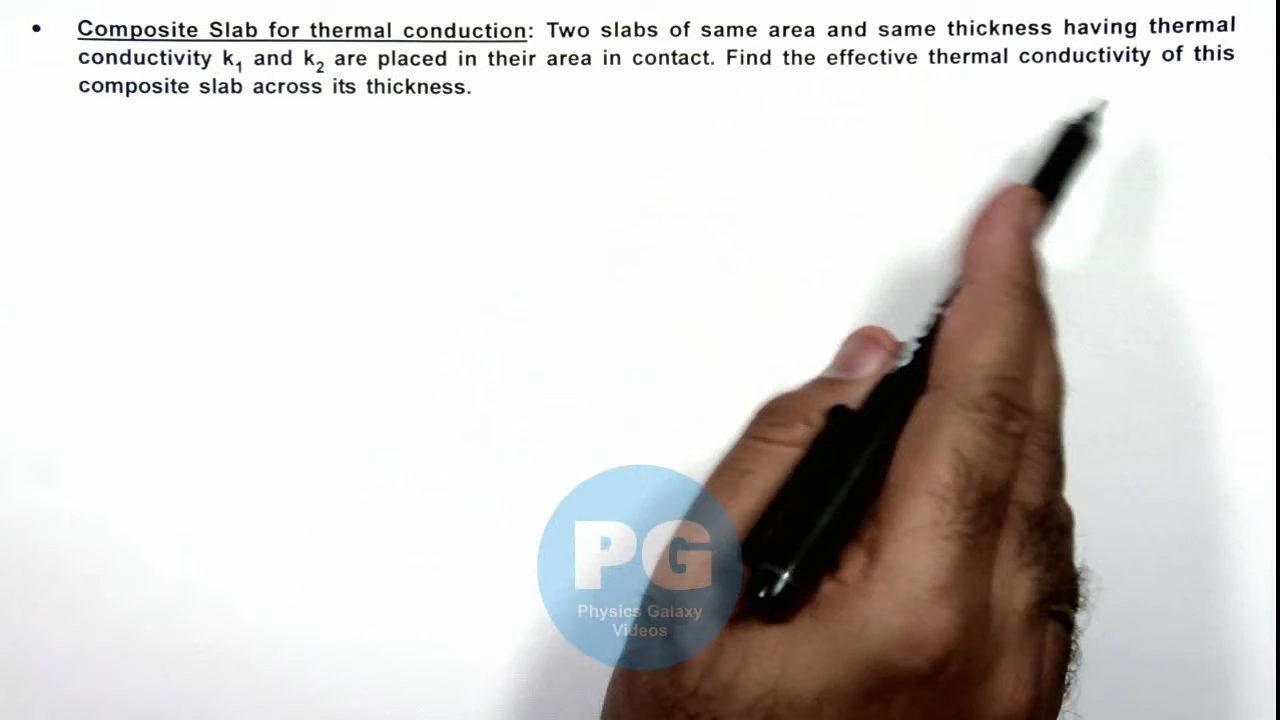 • Composite Slab for thermal conduction: Two slabs of same area and same thickness having thermal
conductivity k₁ and k₂ are placed in their area in contact. Find the effective thermal conductivity of this
composite slab across its thickness.
PG
Physics Galaxy
Videos